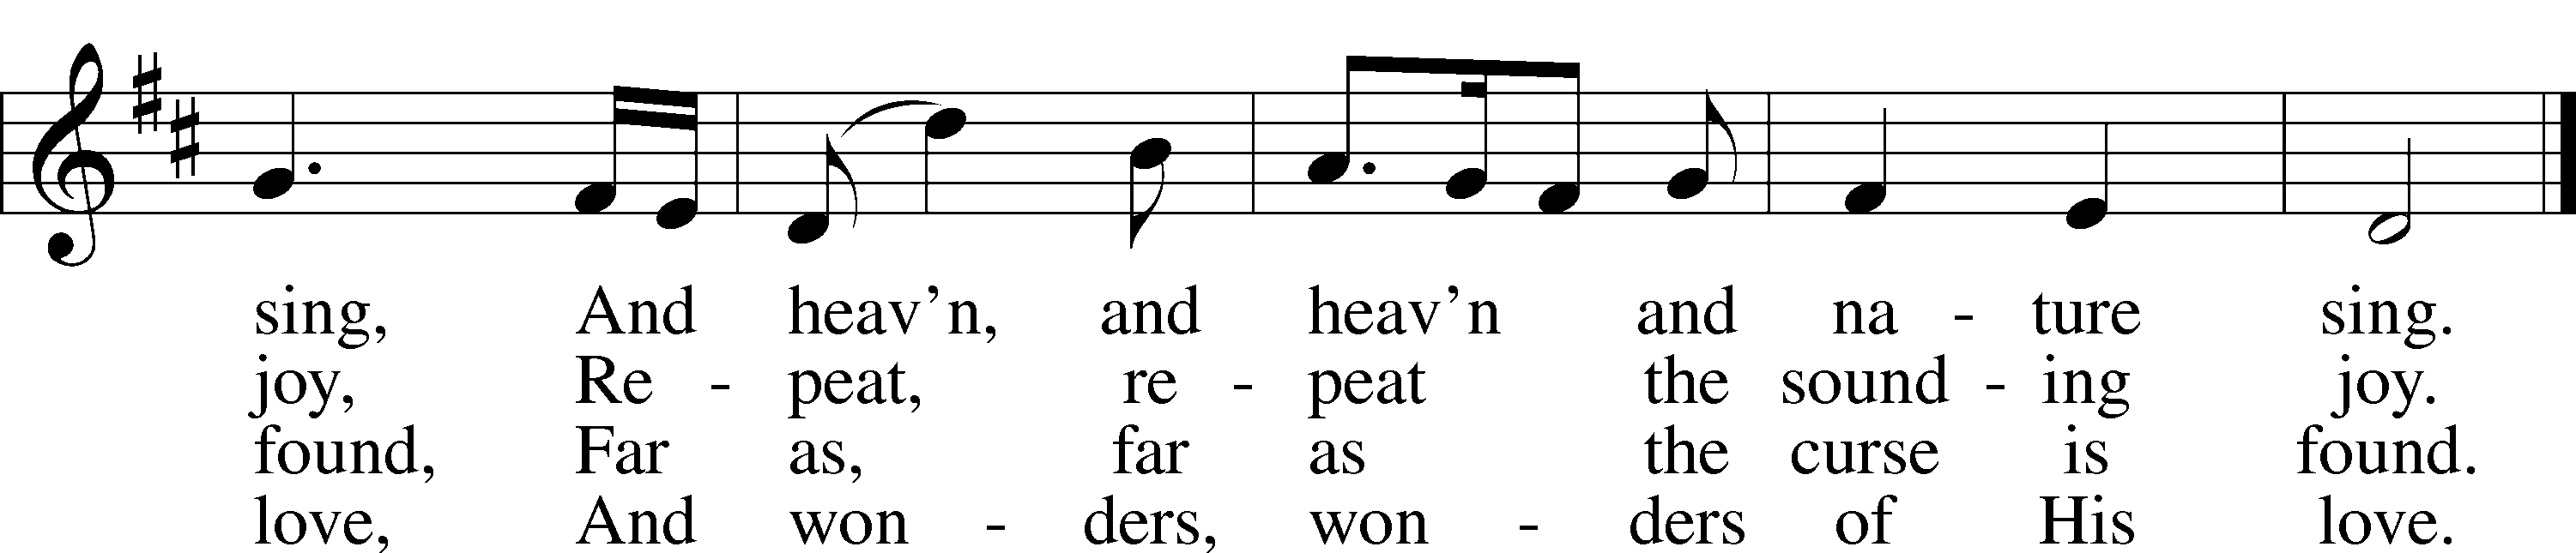 sing, And heav’n, and heav’n and na - ture sing.
joy, Re - peat, re - peat the sound - ing joy.
found, Far as, far as the curse is found.
love, And won - ders, won - ders of His love.